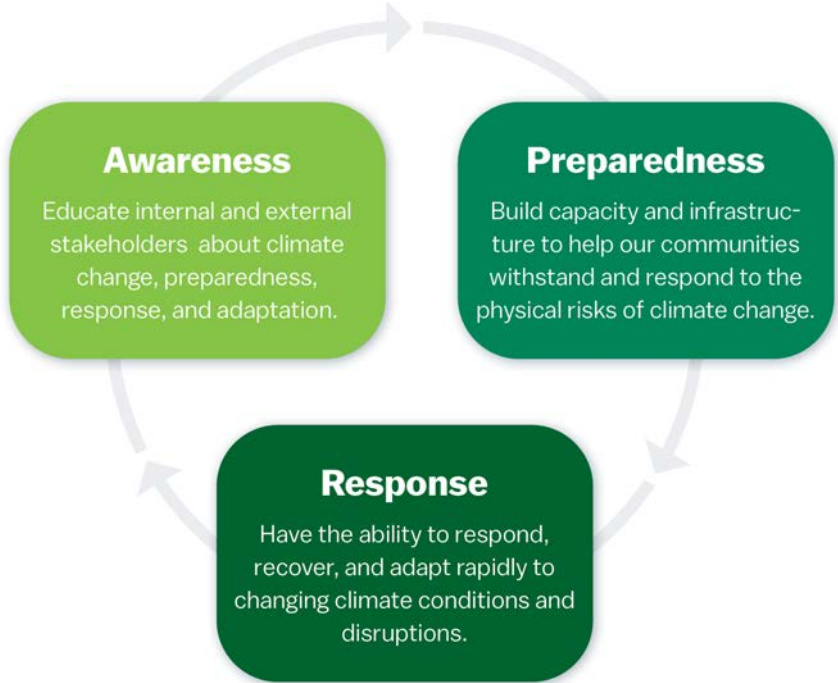 Awareness
Educate internal and external
stakeholders about climate
change, preparedness,
response, and adaptation.
Preparedness
Build capacity and infrastruc-
ture to help our communities
withstand and respond to the
physical risks of climate change.
Response
Have the ability to respond,
recover, and adapt rapidly to
changing climate conditions and
disruptions.